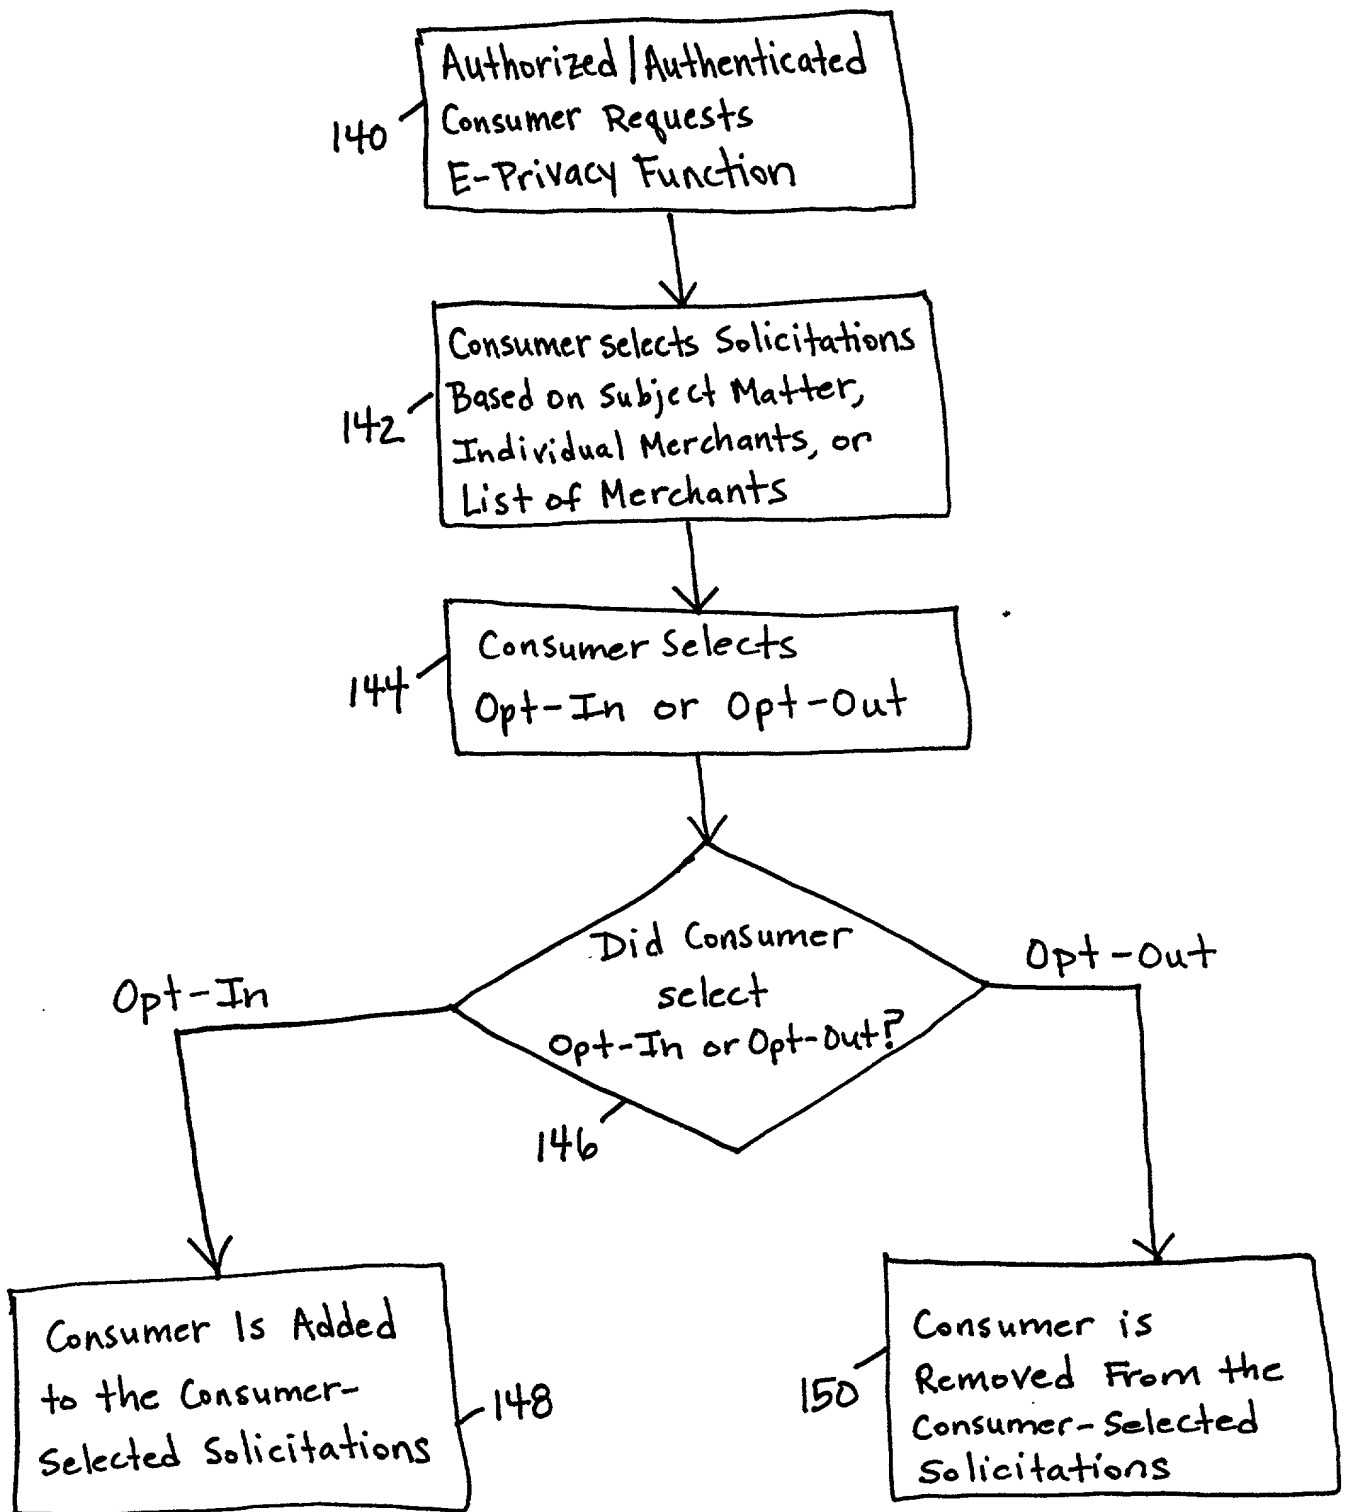 Authorized/Authenticated
Consumer Requests
E-Privacy Function
140
Consumer selects Solicitations
Based on Subject Matter,
Individual Merchants, or
List of Merchants
142
Consumer Selects
Opt-In or Opt-Out
144
Did Consumer
select
Opt-In or Opt-Out?
146
Opt-In
Opt-Out
Consumer Is Added
to the Consumer-
Selected Solicitations
148
150
Consumer is
Removed From the
Consumer-Selected
Solicitations